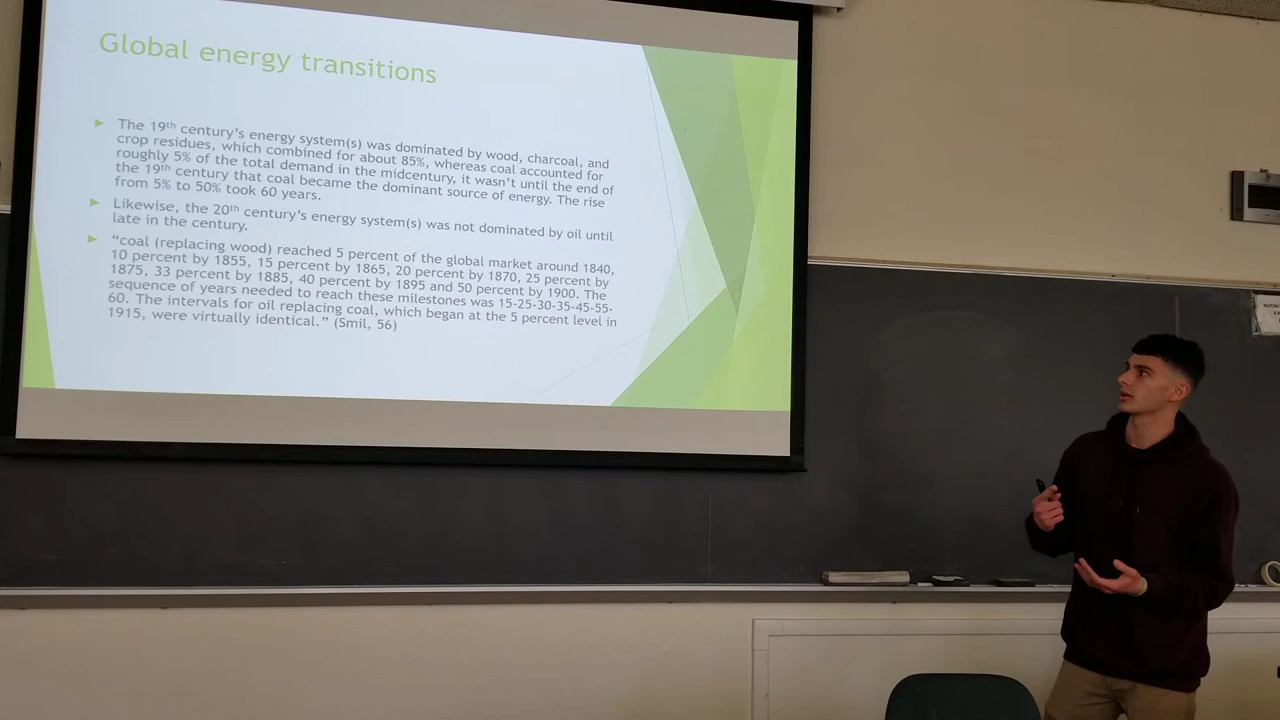 Global energy transitions
The 19th century's energy system(s) was dominated by wood, charcoal, and
crop residues, which combined for about 85%, whereas coal accounted for
roughly 5% of the total demand in the midcentury, it wasn't until the end of
the 19th century that coal became the dominant source of energy. The rise
from 5% to 50% took 60 years.
Likewise, the 20th century's energy system(s) was not dominated by oil until
late in the century.
"coal (replacing wood) reached 5 percent of the global market around 1840,
10 percent by 1855, 15 percent by 1865, 20 percent by 1870, 25 percent by
1875, 33 percent by 1885, 40 percent by 1895 and 50 percent by 1900. The
sequence of years needed to reach these milestones was 15-25-30-35-45-55-
60. The intervals for oil replacing coal, which began at the 5 percent level in
1915, were virtually identical." (Smil, 56)